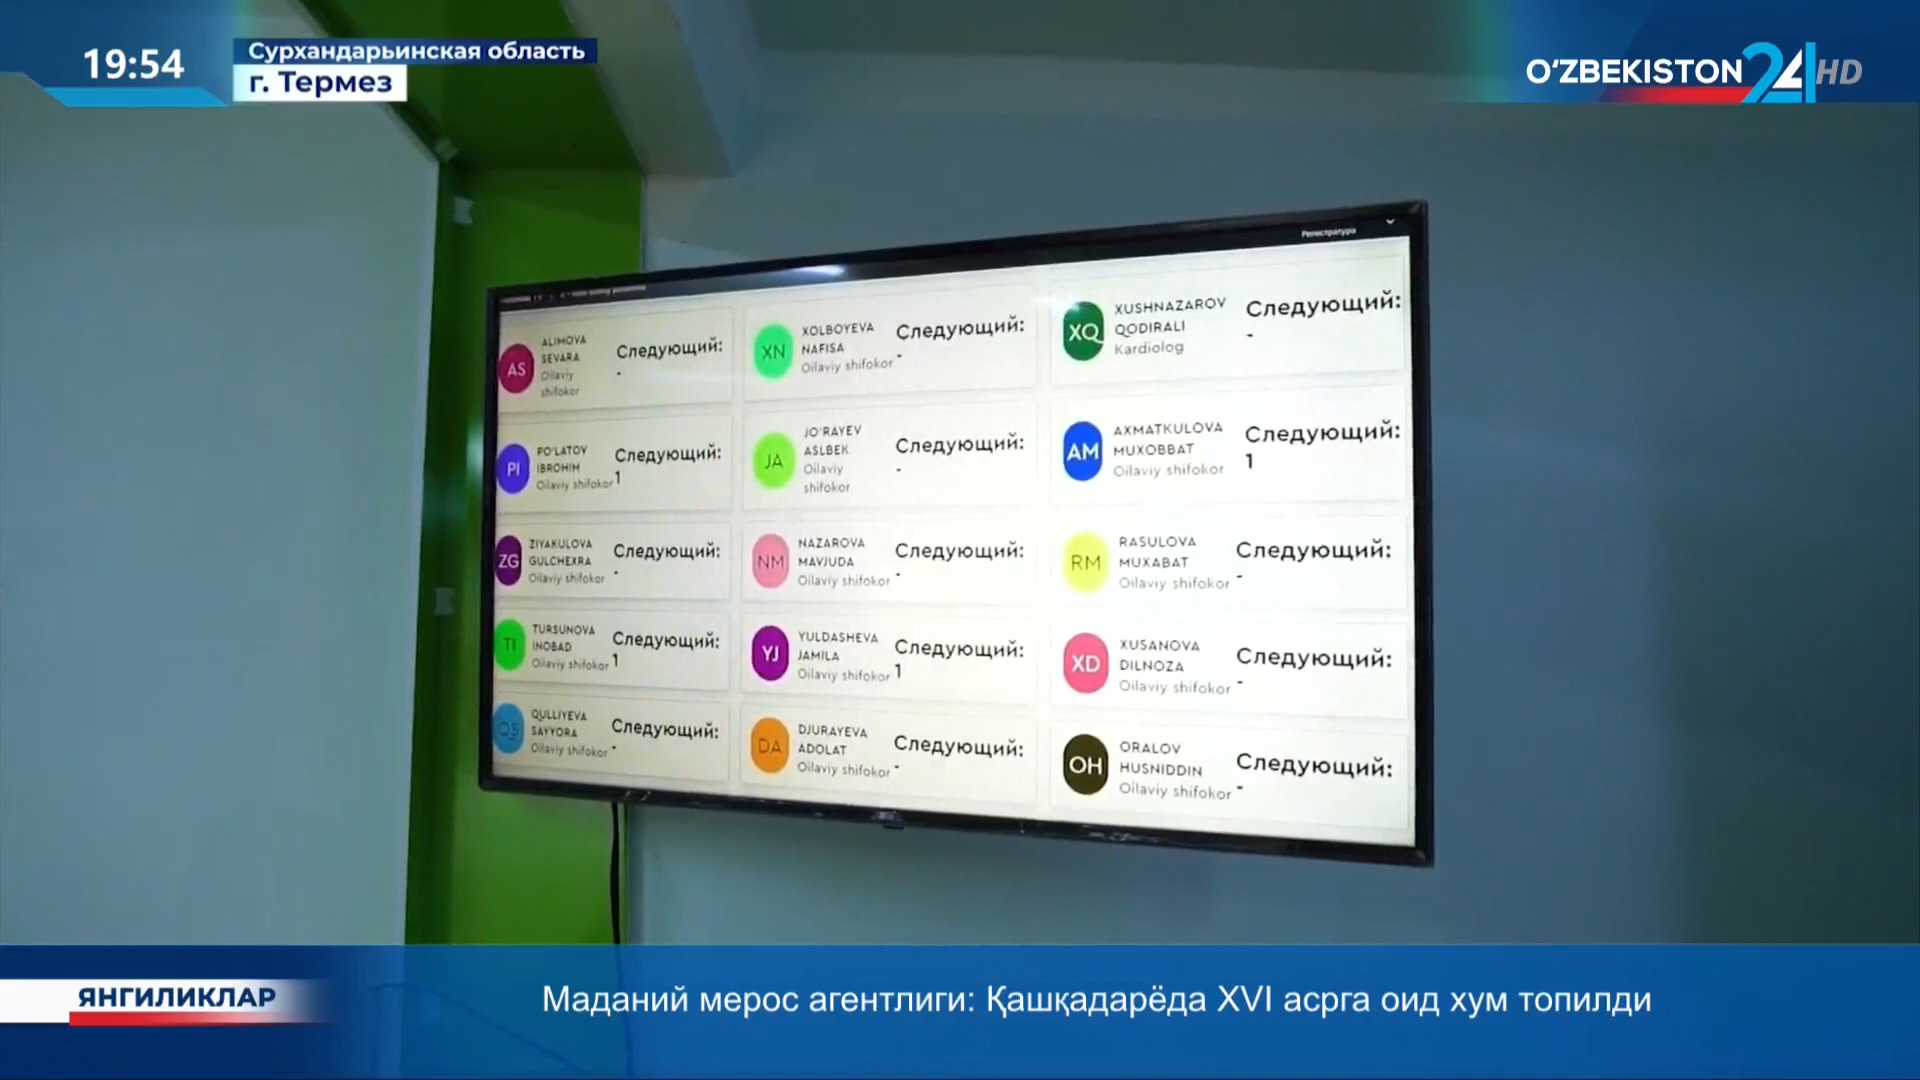 19:54
Сурхандарьинская область
г. Термез
O‘ZBEKISTON 24 HD
Регистратура
AS
ALIMOVA
SEVARA
Oilaviy
shifokor
Следующий:
-
XN
XOLBOYEVA
NAFISA
Oilaviy shifokor
Следующий:
-
XQ
XUSHNAZAROV
QODIRALI
Kardiolog
Следующий:
-
PI
PO'LATOV
IBROHIM
Oilaviy shifokor
Следующий:
1
JA
JO'RAYEV
ASLBEK
Oilaviy
shifokor
Следующий:
-
AM
AXMATKULOVA
MUXOBBAT
Oilaviy shifokor
Следующий:
1
ZG
ZIYAKULOVA
GULCHEXRA
Oilaviy shifokor
Следующий:
-
NM
NAZAROVA
MAVJUDA
Oilaviy shifokor
Следующий:
-
RM
RASULOVA
MUXABAT
Oilaviy shifokor
Следующий:
-
TI
TURSUNOVA
INOBAD
Oilaviy shifokor
Следующий:
1
YJ
YULDASHEVA
JAMILA
Oilaviy shifokor
Следующий:
1
XD
XUSANOVA
DILNOZA
Oilaviy shifokor
Следующий:
-
QS
QULLIYEVA
SAYYORA
Oilaviy shifokor
Следующий:
-
DA
DJURAYEVA
ADOLAT
Oilaviy shifokor
Следующий:
-
OH
ORALOV
HUSNIDDIN
Oilaviy shifokor
Следующий:
-
ЯНГИЛИКЛАР
Маданий мерос агентлиги: Қашқадарёда XVI асрга оид хум топилди